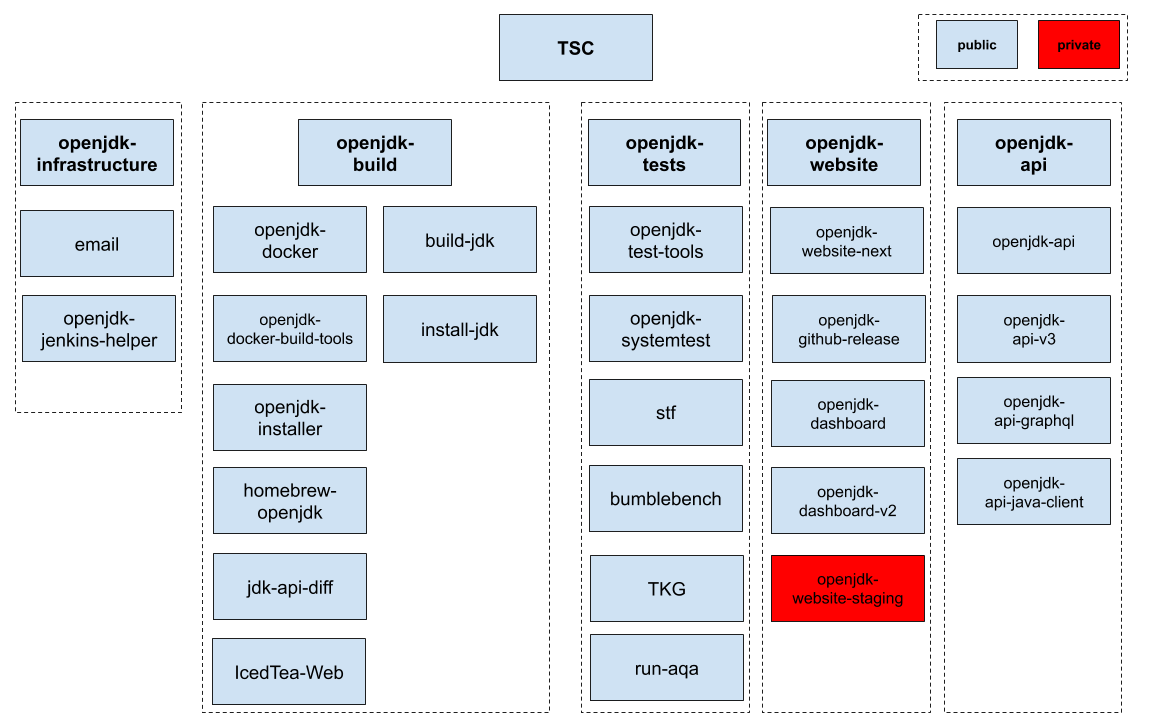 TSC
public
private
openjdk-
infrastructure
email
openjdk-
jenkins-helper
openjdk-
build
openjdk-
docker
build-jdk
openjdk-
docker-build-tools
install-jdk
openjdk-
installer
homebrew-
openjdk
jdk-api-diff
IcedTea-Web
openjdk-
tests
openjdk-
test-tools
openjdk-
systemtest
stf
bumblebench
TKG
run-aqa
openjdk-
website
openjdk-
website-next
openjdk-
github-release
openjdk-
dashboard
openjdk-
dashboard-v2
openjdk-
website-staging
openjdk-
api
openjdk-api
openjdk-
api-v3
openjdk-
api-graphql
openjdk-
api-java-client